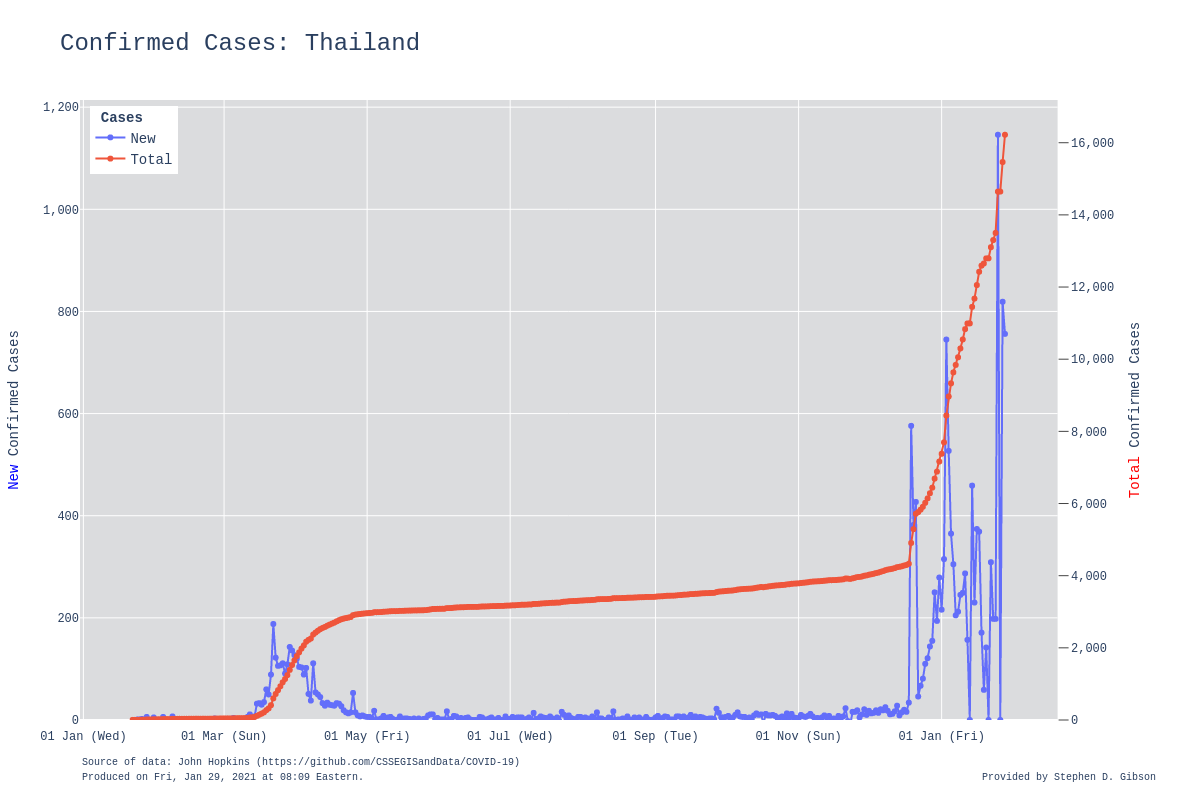 Confirmed Cases: Thailand
Cases
New
Total
1,200
1,000
800
600
400
200
0
New Confirmed Cases
16,000
14,000
12,000
10,000
8,000
6,000
4,000
2,000
0
Total Confirmed Cases
01 Jan (Wed)
01 Mar (Sun)
01 May (Fri)
01 Jul (Wed)
01 Sep (Tue)
01 Nov (Sun)
01 Jan (Fri)
Source of data: John Hopkins (https://github.com/CSSEGISandData/COVID-19)
Produced on Fri, Jan 29, 2021 at 08:09 Eastern.
Provided by Stephen D. Gibson